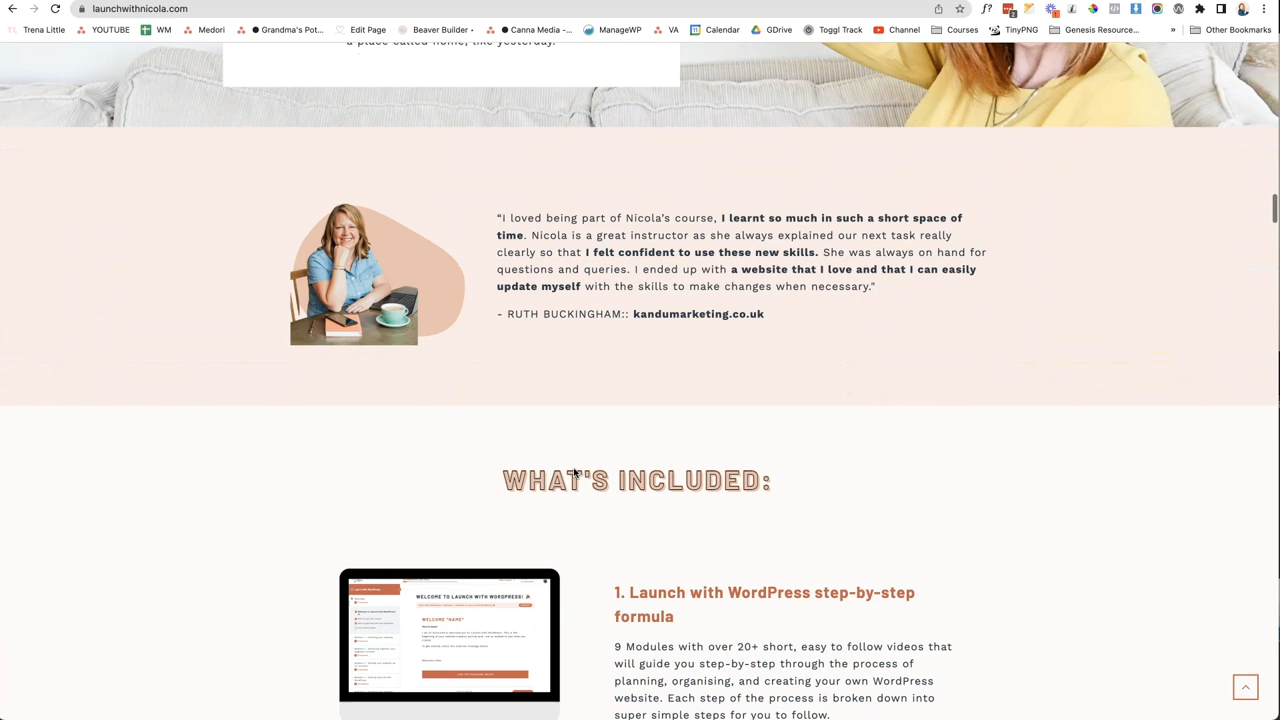 launchwithnicola.com
Trena Little YOUTUBE WM Medori Grandma's Pot... Edit Page Beaver Builder Canna Media -... ManageWP VA Calendar GDrive Toggl Track Channel Courses TinyPNG Genesis Resource... » Other Bookmarks
a place called home, like yesterday.
“I loved being part of Nicola’s course, I learnt so much in such a short space of
time. Nicola is a great instructor as she always explained our next task really
clearly so that I felt confident to use these new skills. She was always on hand for
questions and queries. I ended up with a website that I love and that I can easily
update myself with the skills to make changes when necessary."
- RUTH BUCKINGHAM:: kandumarketing.co.uk
WHAT'S INCLUDED:
WELCOME TO LAUNCH WITH WORDPRESS!
WELCOME "NAME"
1. Launch with WordPress step-by-step
formula
9 Modules with over 20+ short easy to follow videos that
will guide you step-by-step through the process of
planning, organising, and creating your own WordPress
website. Each step of the process is broken down into
super simple steps for you to follow.